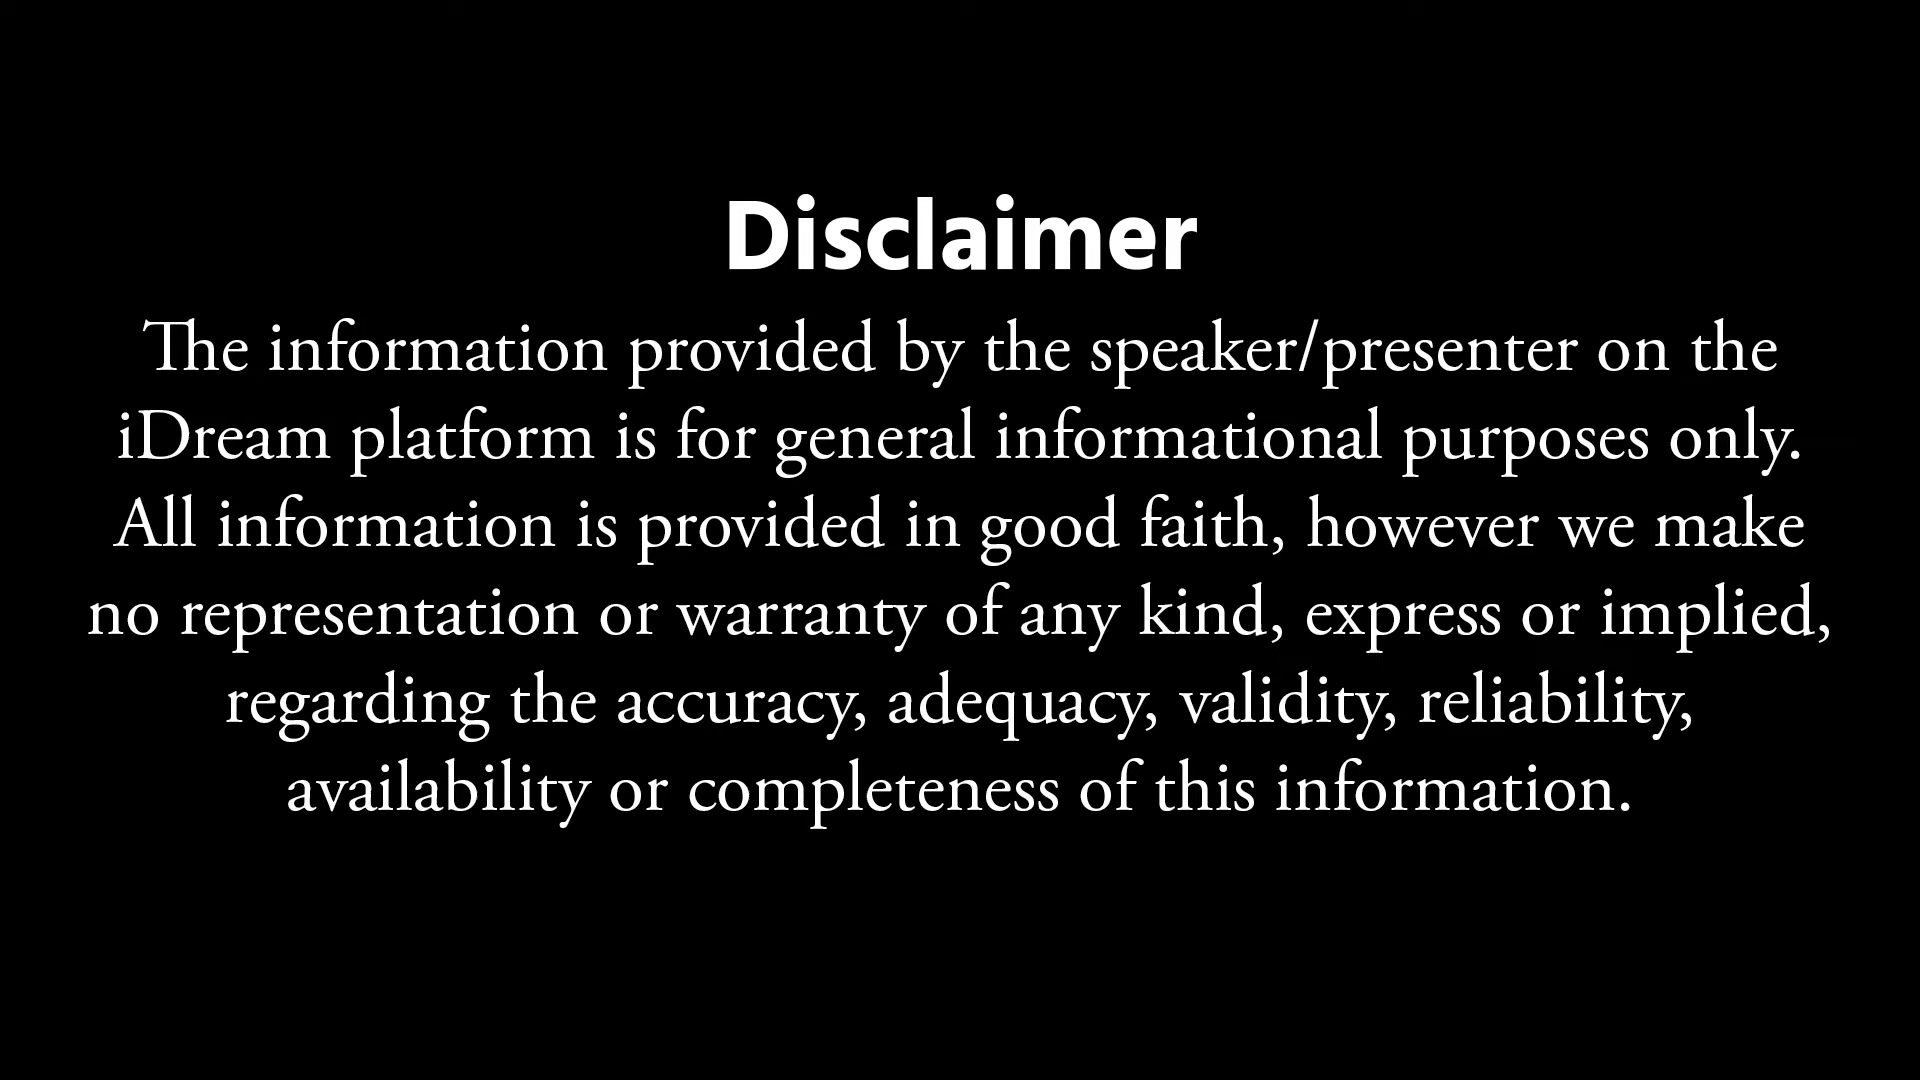 Disclaimer
The information provided by the speaker/presenter on the
iDream platform is for general informational purposes only.
All information is provided in good faith, however we make
no representation or warranty of any kind, express or implied,
regarding the accuracy, adequacy, validity, reliability,
availability or completeness of this information.